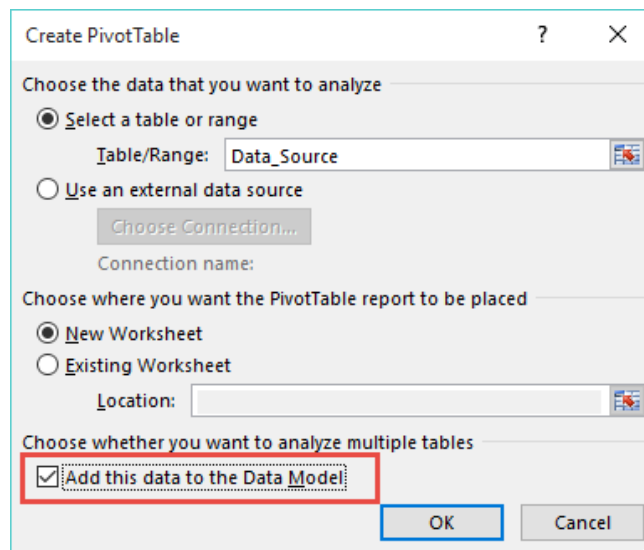 Create PivotTable ?
Choose the data that you want to analyze
Select a table or range
Table/Range: Data_Source
Use an external data source
Choose Connection...
Connection name:
Choose where you want the PivotTable report to be placed
New Worksheet
Existing Worksheet
Location:
Choose whether you want to analyze multiple tables
Add this data to the Data Model
OK Cancel